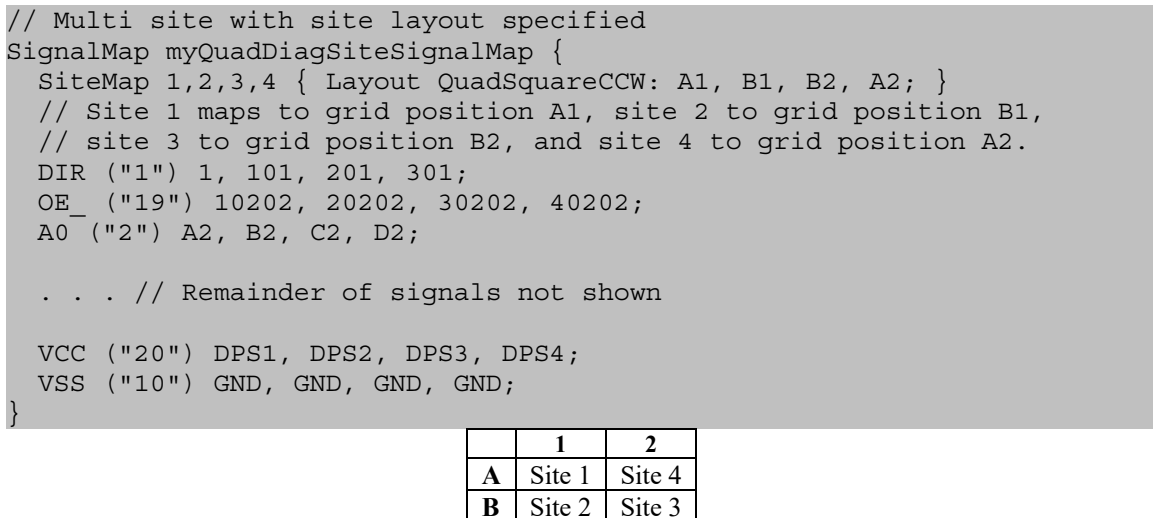 // Multi site with site layout specified
SignalMap myQuadDiagSiteSignalMap {
  SiteMap 1,2,3,4 { Layout QuadSquareCCW: A1, B1, B2, A2; }
  // Site 1 maps to grid position A1, site 2 to grid position B1,
  // site 3 to grid position B2, and site 4 to grid position A2.
  DIR ("1") 1, 101, 201, 301;
  OE_ ("19") 10202, 20202, 30202, 40202;
  A0 ("2") A2, B2, C2, D2;
  . . . // Remainder of signals not shown
  VCC ("20") DPS1, DPS2, DPS3, DPS4;
  VSS ("10") GND, GND, GND, GND;
}
1 2
A Site 1 Site 4
B Site 2 Site 3